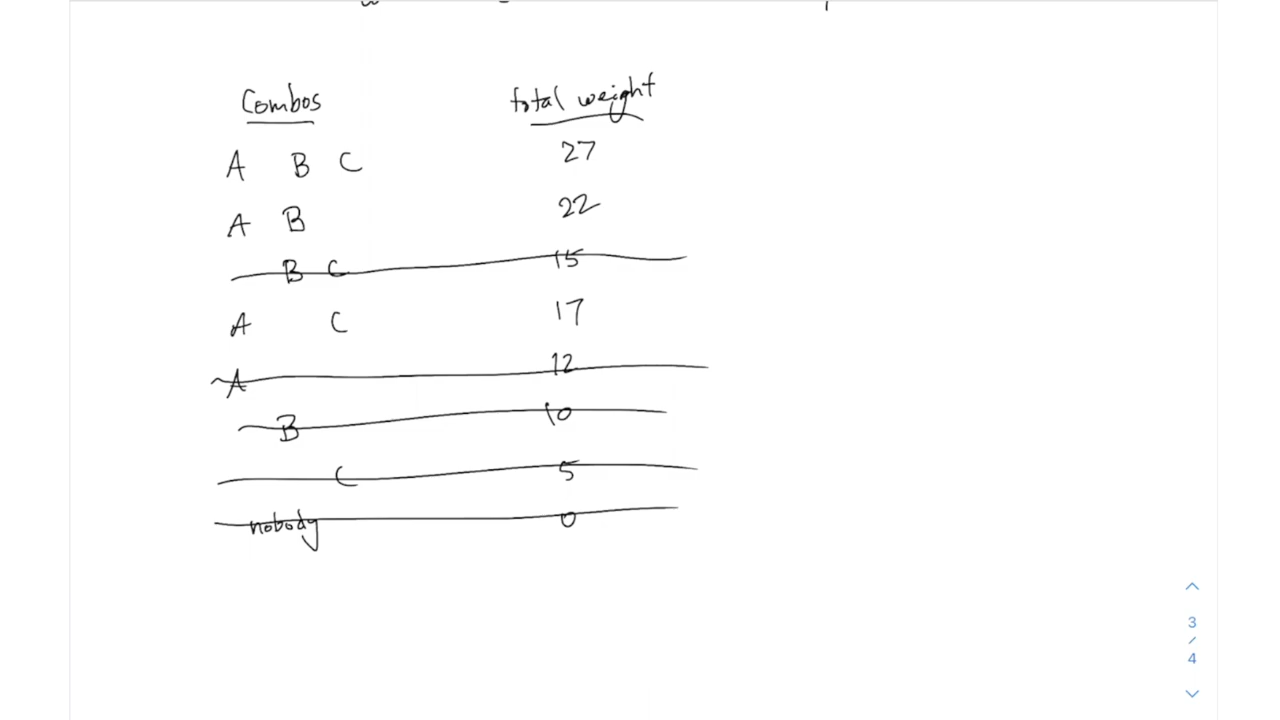 Combos total weight
A B C 27
A B 22
B C 15
A C 17
A 12
B 10
C 5
nobody 0
3
/
4